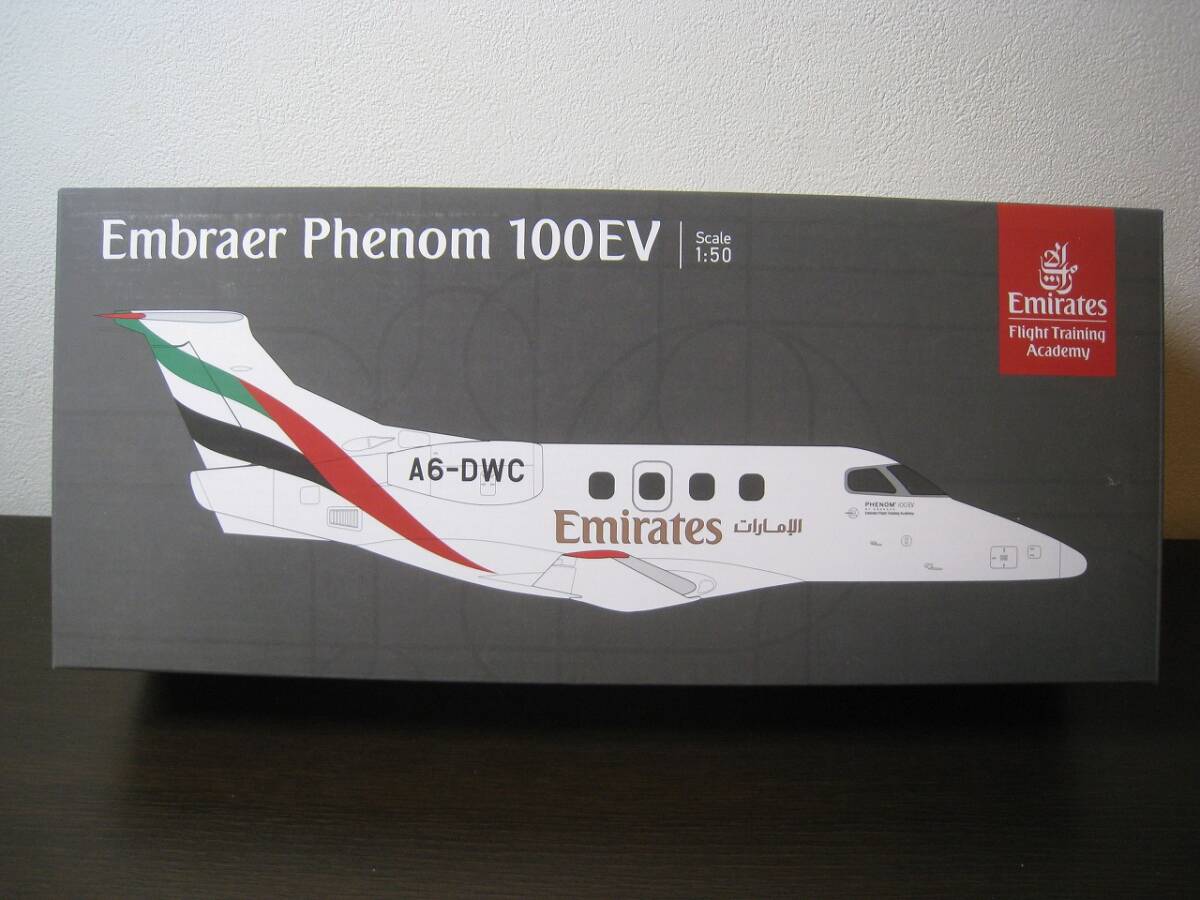 Embraer Phenom 100EV
Scale
1:50
Emirates
Flight Training
Academy
A6-DWC
PHENOM 100EV
Emirates الإمارات